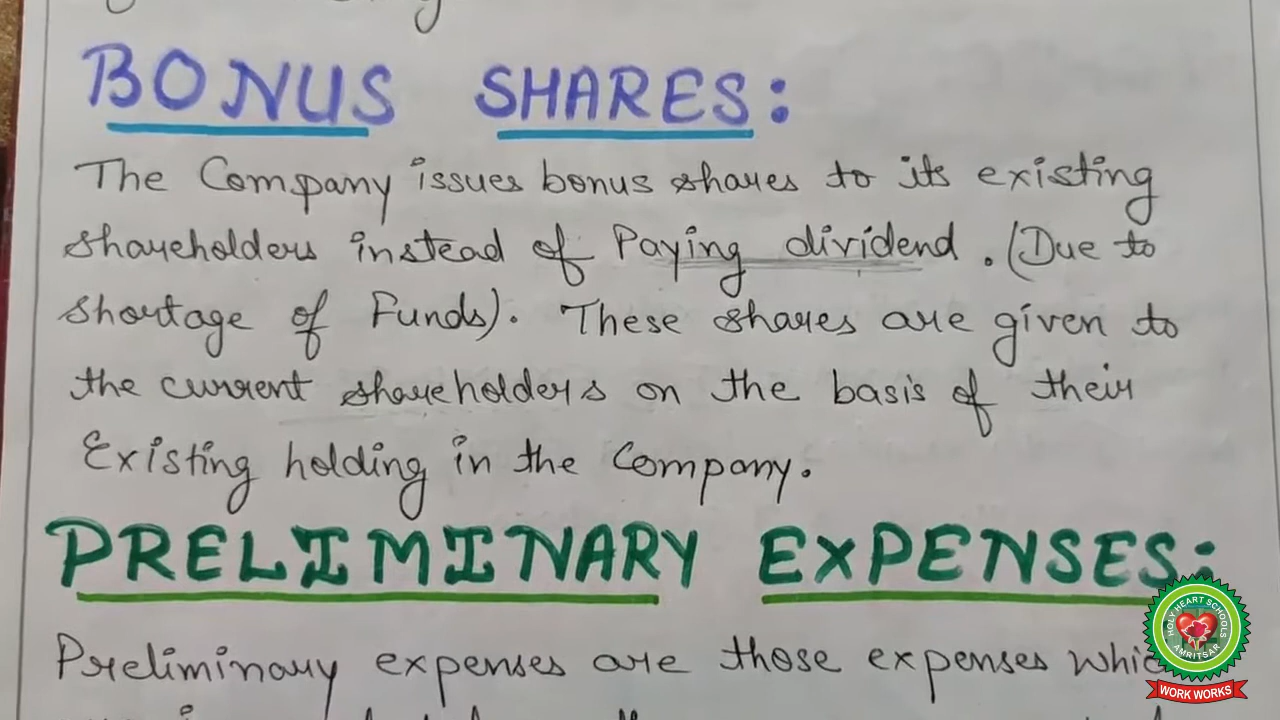 BONUS SHARES:
The Company issues bonus shares to its existing
shareholders instead of Paying dividend. (Due to
shortage of Funds). These shares are given to
the current shareholders on the basis of their
Existing holding in the Company.
PRELIMINARY EXPENSES:
Preliminary expenses are those expenses
HOLY HEART SCHOOLS
AMRITSAR
WORK WORKS